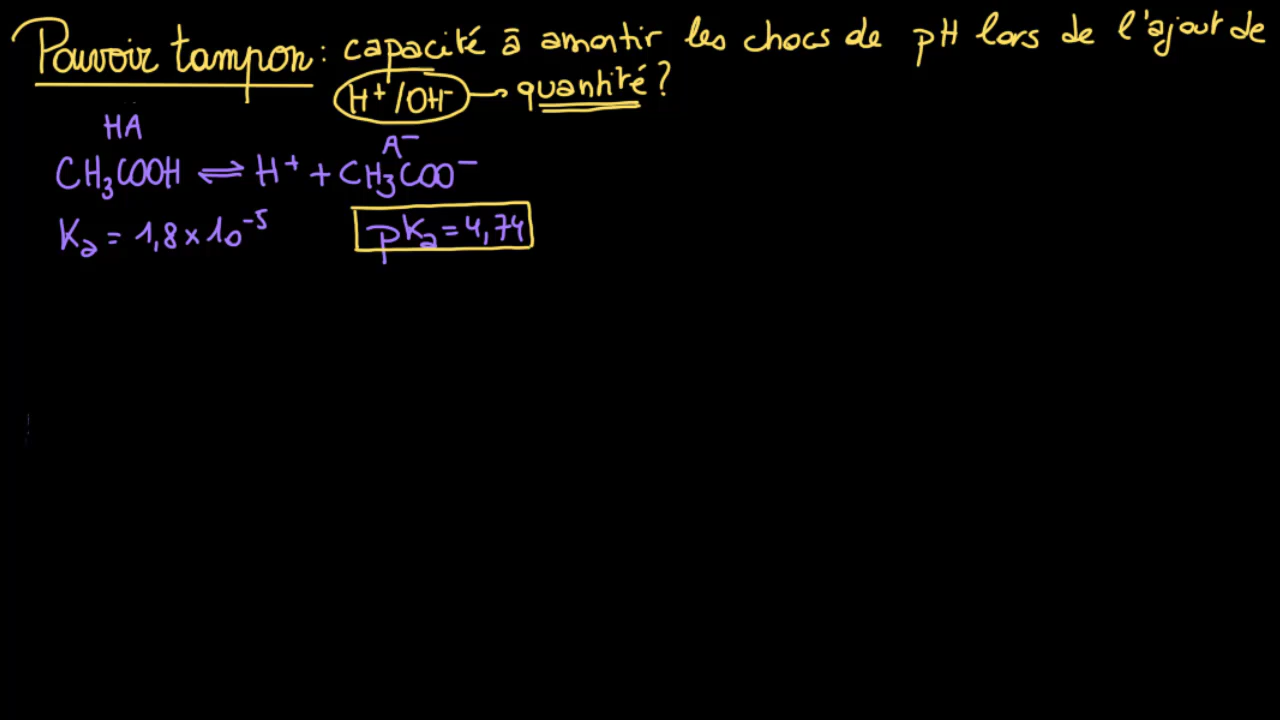 Pouvoir tampon : capacité à amortir les chocs de pH lors de l'ajout de
H⁺/OH⁻ → quantité ?
HA
A⁻
CH₃COOH ⇌ H⁺ + CH₃COO⁻
Ka = 1,8 × 10⁻⁵
pKa = 4,74